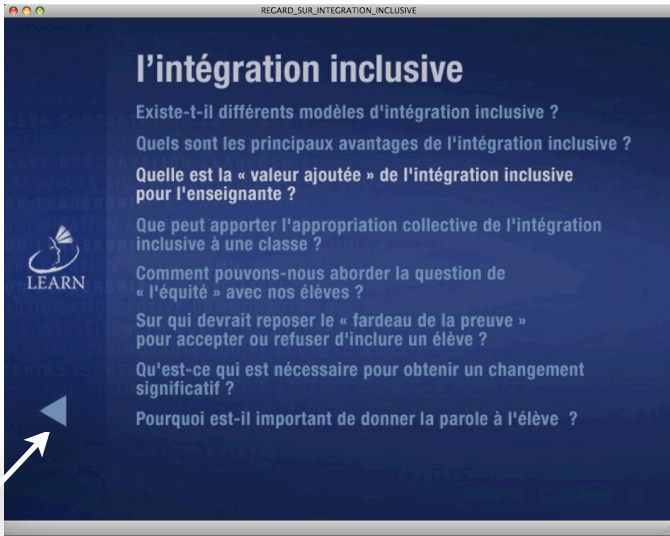 REGARD_SUR_INTEGRATION_INCLUSIVE
l'intégration inclusive
Existe-t-il différents modèles d'intégration inclusive ?
Quels sont les principaux avantages de l'intégration inclusive ?
Quelle est la « valeur ajoutée » de l'intégration inclusive
pour l'enseignante ?
Que peut apporter l'appropriation collective de l'intégration
inclusive à une classe ?
Comment pouvons-nous aborder la question de
« l'équité » avec nos élèves ?
Sur qui devrait reposer le « fardeau de la preuve »
pour accepter ou refuser d'inclure un élève ?
Qu'est-ce qui est nécessaire pour obtenir un changement
significatif ?
Pourquoi est-il important de donner la parole à l'élève ?
LEARN